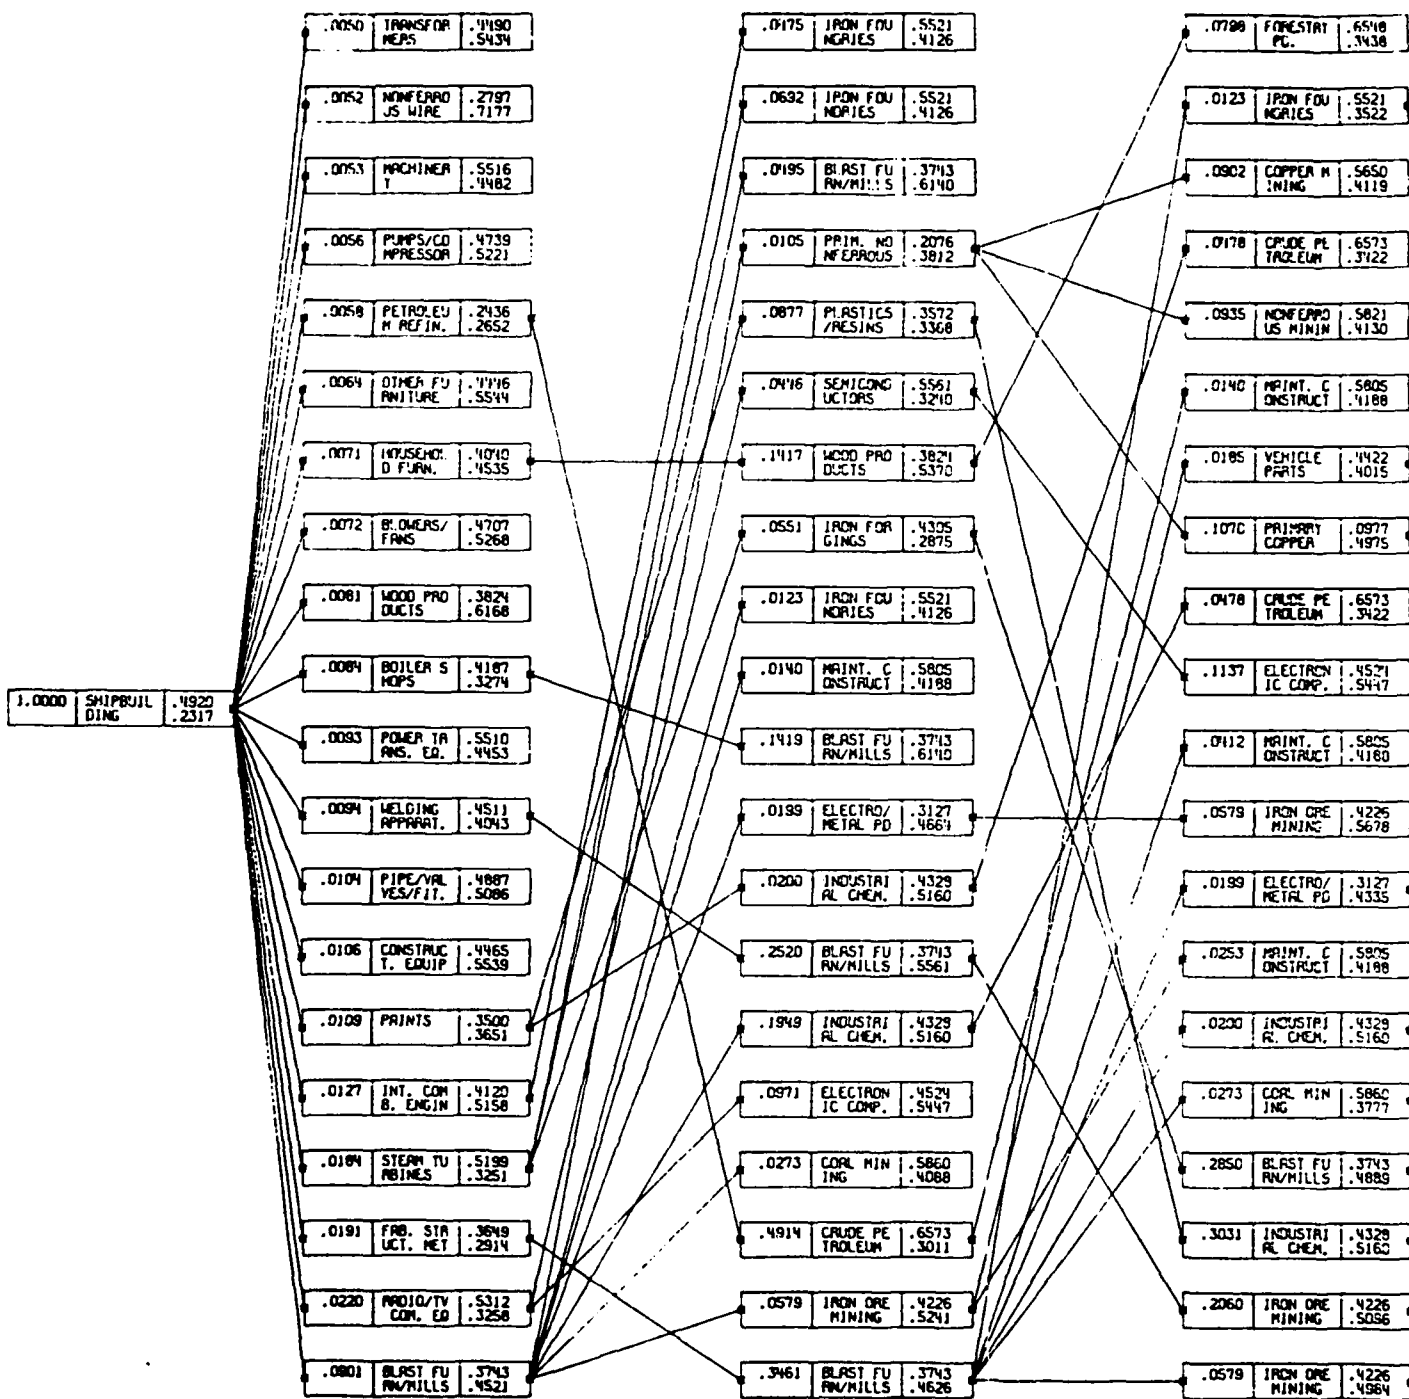 1.0000 SHIPBUIL .4920
DING .2317
.0050 TRANSFOR .4490
MERS .5434
.0052 NONFERRO .2797
US WIRE .7177
.0053 MACHINER .5516
Y .4482
.0056 PUMPS/CO .4739
MPRESSOR .5221
.0058 PETROLEU .2436
M REFIN. .2652
.0064 OTHER FU .4446
RNITURE .5544
.0071 HOUSEHOL .4040
D FURN. .4535
.0072 BLOWERS/ .4707
FANS .5268
.0081 WOOD PRO .3824
DUCTS .6168
.0084 BOILER S .4187
HOPS .3274
.0093 POWER TR .5510
ANS. EQ. .4453
.0094 WELDING .4511
APPARAT. .4043
.0104 PIPE/VAL .4887
VES/FIT. .5086
.0106 CONSTRUC .4465
T. EQUIP .5539
.0109 PAINTS .3500
.3651
.0127 INT. COM .4120
B. ENGIN .5158
.0184 STEAM TU .5199
RBINES .3251
.0191 FAB. STR .3649
UCT. MET .2914
.0220 RADIO/TV .5312
COM. EQ .3258
.0801 BLAST FU .3743
RN/MILLS .4521
.0475 IRON FOU .5521
NDRIES .4126
.0632 IRON FOU .5521
NDRIES .4126
.0495 BLAST FU .3743
RN/MILLS .6140
.0105 PRIM. NO .2076
NFERROUS .3812
.0877 PLASTICS .3572
/RESINS .3368
.0446 SEMICOND .5561
UCTORS .3240
.1417 WOOD PRO .3824
DUCTS .5370
.0551 IRON FOR .4305
GINGS .2875
.0123 IRON FOU .5521
NDRIES .4126
.0140 MAINT. C .5805
ONSTRUCT .4188
.1419 BLAST FU .3743
RN/MILLS .6140
.0199 ELECTRO/ .3127
METAL PD .4664
.0200 INDUSTRI .4329
AL CHEM. .5160
.2520 BLAST FU .3743
RN/MILLS .5561
.1949 INDUSTRI .4329
AL CHEM. .5160
.0971 ELECTRON .4524
IC COMP. .5447
.0273 COAL MIN .5860
ING .4088
.4914 CRUDE PE .6573
TROLEUM .3011
.0579 IRON ORE .4226
MINING .5241
.3461 BLAST FU .3743
RN/MILLS .4626
.0798 FORESTRY .6548
PD. .3438
.0123 IRON FOU .5521
NDRIES .3522
.0902 COPPER M .5650
INING .4119
.0478 CRUDE PE .6573
TROLEUM .3422
.0935 NONFERRO .5821
US MININ .4130
.0140 MAINT. C .5805
ONSTRUCT .4188
.0185 VEHICLE .4422
PARTS .4015
.1070 PRIMARY .0977
COPPER .4975
.0478 CRUDE PE .6573
TROLEUM .3422
.1137 ELECTRON .4524
IC COMP. .5447
.0412 MAINT. C .5805
ONSTRUCT .4180
.0579 IRON ORE .4226
MINING .5678
.0199 ELECTRO/ .3127
METAL PD .4335
.0253 MAINT. C .5805
ONSTRUCT .4188
.0200 INDUSTRI .4329
AL CHEM. .5160
.0273 COAL MIN .5860
ING .3777
.2850 BLAST FU .3743
RN/MILLS .4889
.3031 INDUSTRI .4329
AL CHEM. .5160
.2060 IRON ORE .4226
MINING .5056
.0579 IRON ORE .4226
MINING .4984